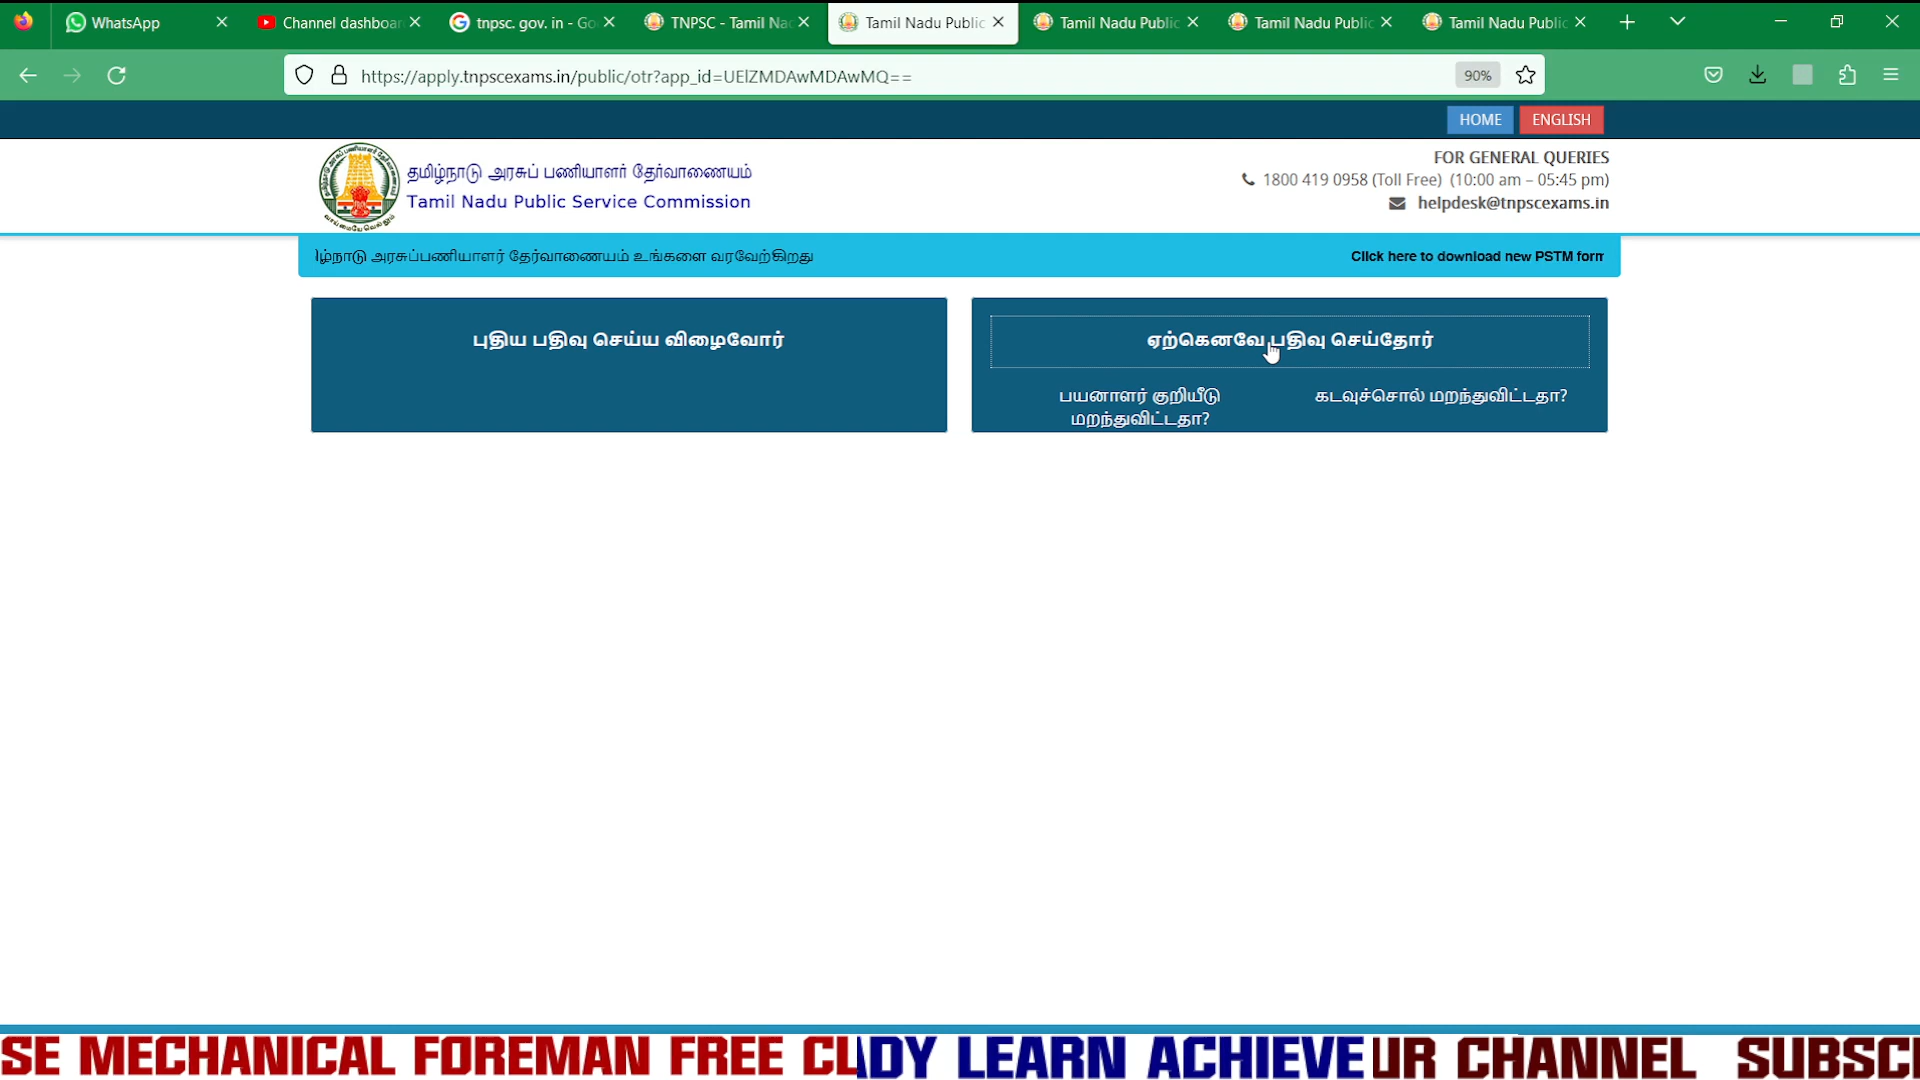 WhatsApp
Channel dashboar
tnpsc. gov. in - Go
TNPSC - Tamil Na
Tamil Nadu Public
Tamil Nadu Public
Tamil Nadu Public
Tamil Nadu Public
https://apply.tnpscexams.in/public/otr?app_id=UElZMDAwMDAwMQ==
90%
HOME
ENGLISH
தமிழ்நாடு அரசுப் பணியாளர் தேர்வாணையம்
Tamil Nadu Public Service Commission
FOR GENERAL QUERIES
1800 419 0958 (Toll Free) (10:00 am – 05:45 pm)
helpdesk@tnpscexams.in
ழ்நாடு அரசுப்பணியாளர் தேர்வாணையம் உங்களை வரவேற்கிறது
Click here to download new PSTM form
புதிய பதிவு செய்ய விழைவோர்
ஏற்கெனவே பதிவு செய்தோர்
பயனாளர் குறியீடு
மறந்துவிட்டதா?
கடவுச்சொல் மறந்துவிட்டதா?
SE MECHANICAL FOREMAN FREE CL
ADY LEARN ACHIEVE
UR CHANNEL SUBSC